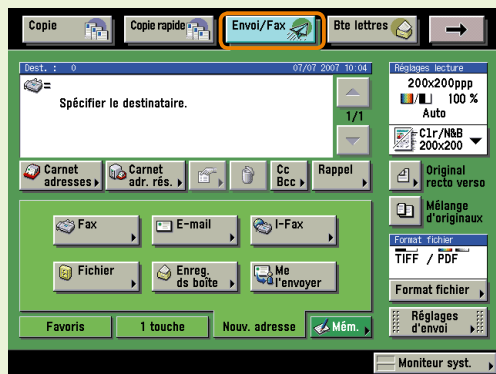 Copie
Copie rapide
Envoi/Fax
Bte lettres
Dest. : 0
07/07 2007 10:04
Spécifier le destinataire.
1/1
Carnet
adresses
Carnet
adr. rés.
Cc
Bcc
Rappel
Fax
E-mail
I-Fax
Fichier
Enreg.
ds boîte
Me
l'envoyer
Favoris
1 touche
Nouv. adresse
Mém.
Réglages lecture
200x200ppp
100 %
Auto
Clr/N&B
200x200
Original
recto verso
Mélange
d'originaux
Format fichier
TIFF / PDF
Format fichier
Réglages
d'envoi
Moniteur syst.